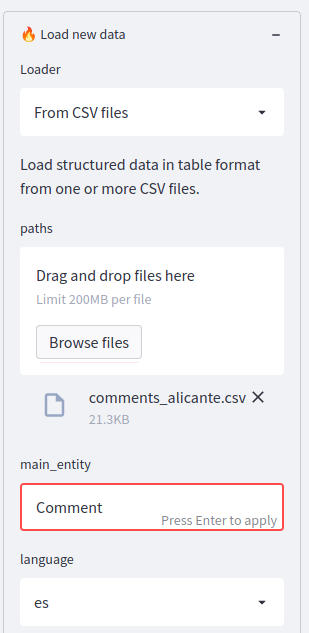 Load new data
Loader
From CSV files
Load structured data in table format
from one or more CSV files.
paths
Drag and drop files here
Limit 200MB per file
Browse files
comments_alicante.csv
21.3KB
main_entity
Comment
Press Enter to apply
language
es